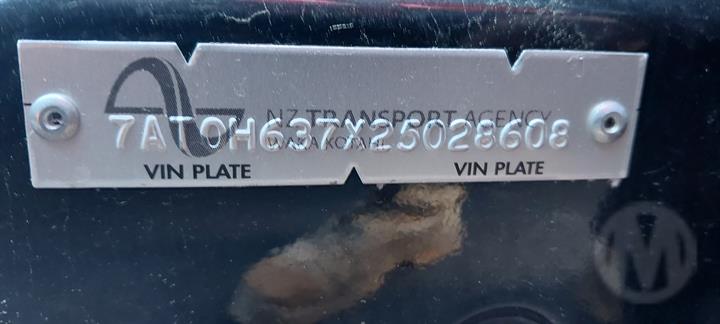 NZ TRANSPORT AGENCY
7AT0H637X25028608
WAKA KOTAHI
VIN PLATE VIN PLATE
M